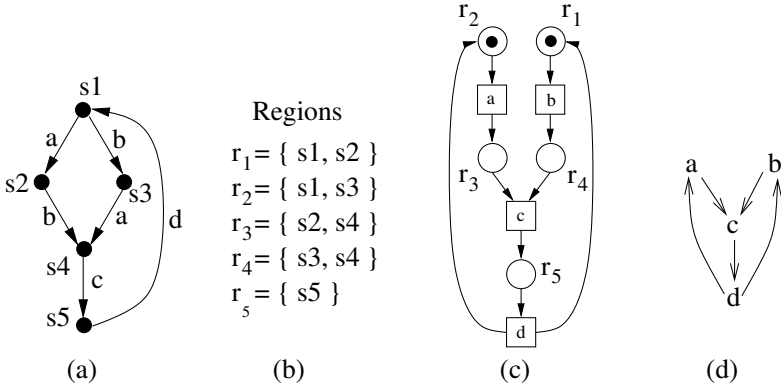 s1
a
b
s2
s3
b
a
d
s4
c
s5
(a)
Regions
r1 = { s1, s2 }
r2 = { s1, s3 }
r3 = { s2, s4 }
r4 = { s3, s4 }
r5 = { s5 }
(b)
r2
r1
a
b
r3
r4
c
r5
d
(c)
a
b
c
d
(d)